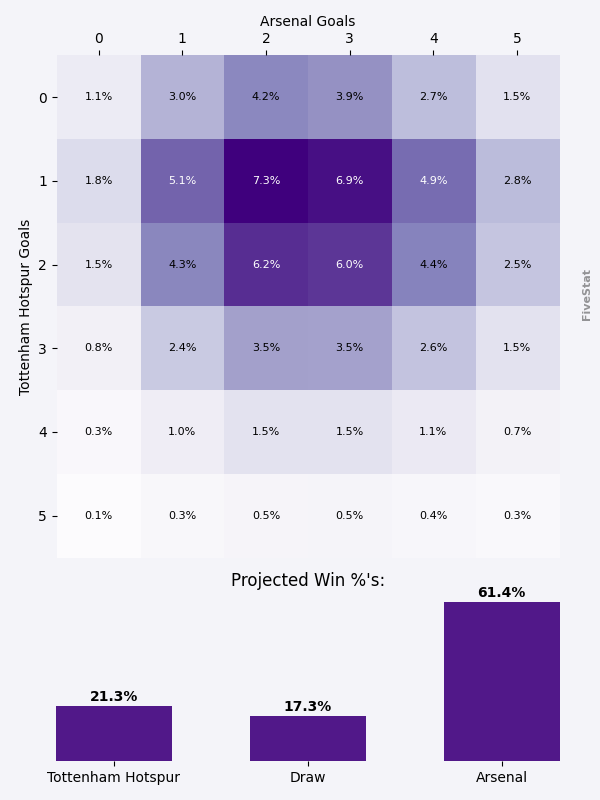 Arsenal Goals
0 1 2 3 4 5
Tottenham Hotspur Goals
0 1.1% 3.0% 4.2% 3.9% 2.7% 1.5%
1 1.8% 5.1% 7.3% 6.9% 4.9% 2.8%
2 1.5% 4.3% 6.2% 6.0% 4.4% 2.5%
3 0.8% 2.4% 3.5% 3.5% 2.6% 1.5%
4 0.3% 1.0% 1.5% 1.5% 1.1% 0.7%
5 0.1% 0.3% 0.5% 0.5% 0.4% 0.3%
FiveStat
Projected Win %'s:
21.3% 17.3% 61.4%
Tottenham Hotspur Draw Arsenal